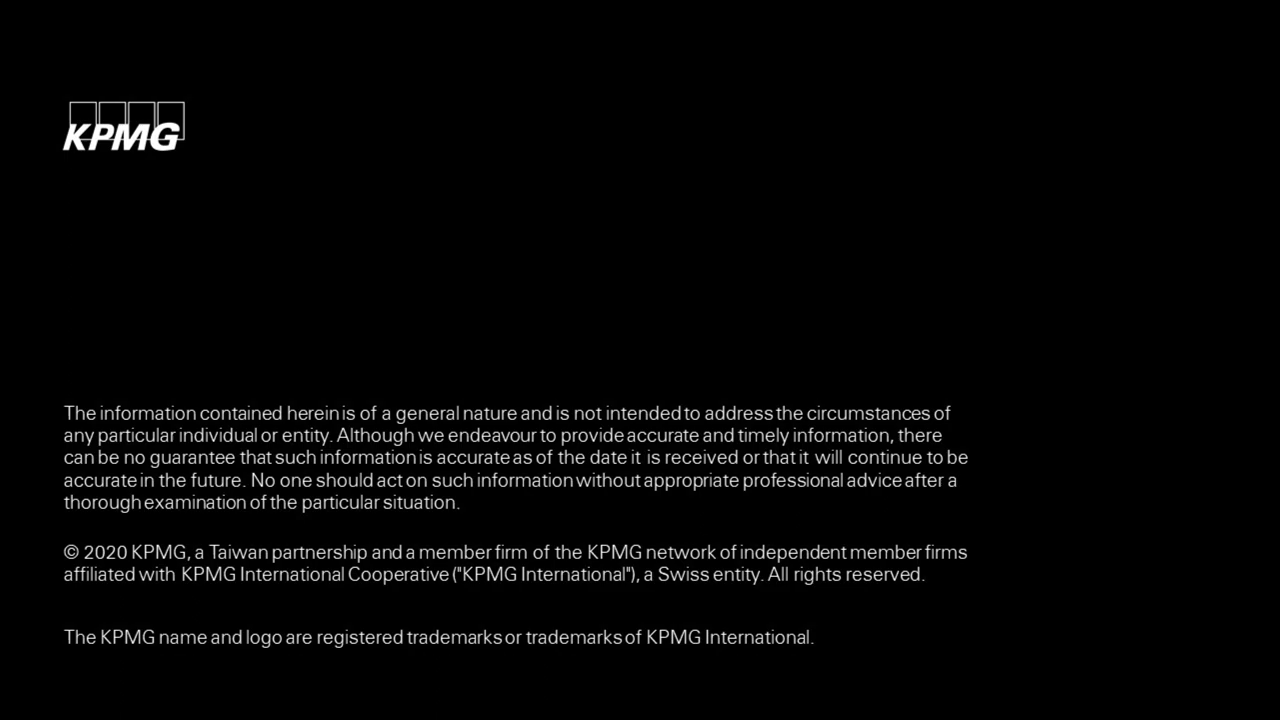 KPMG
The information contained herein is of a general nature and is not intended to address the circumstances of
any particular individual or entity. Although we endeavour to provide accurate and timely information, there
can be no guarantee that such information is accurate as of the date it is received or that it will continue to be
accurate in the future. No one should act on such information without appropriate professional advice after a
thorough examination of the particular situation.
© 2020 KPMG, a Taiwan partnership and a member firm of the KPMG network of independent member firms
affiliated with KPMG International Cooperative ("KPMG International"), a Swiss entity. All rights reserved.
The KPMG name and logo are registered trademarks or trademarks of KPMG International.